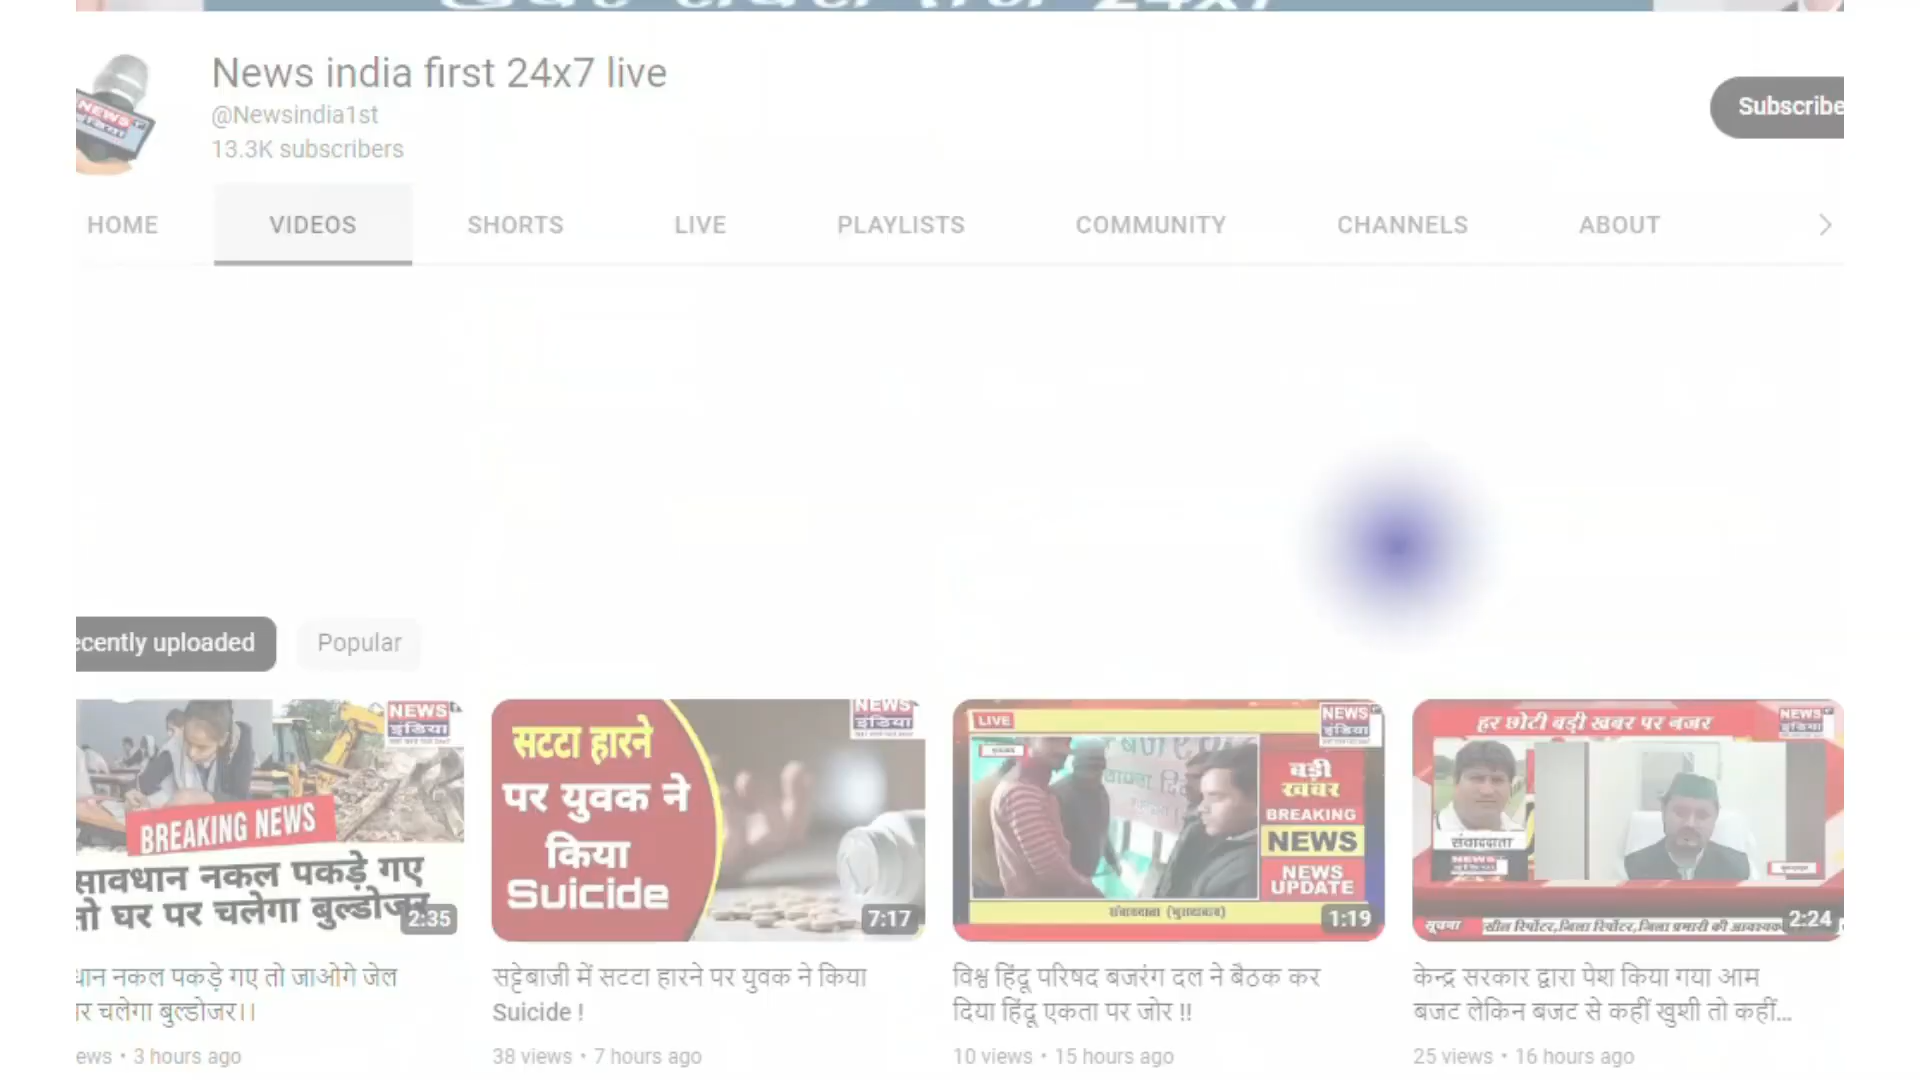 News india first 24x7 live
@Newsindia1st
13.3K subscribers
Subscribe
HOME VIDEOS SHORTS LIVE PLAYLISTS COMMUNITY CHANNELS ABOUT
ecently uploaded Popular
NEWS
इंडिया
BREAKING NEWS
सावधान नकल पकड़े गए
तो घर पर चलेगा बुल्डोजर
2:35
NEWS
इंडिया
सटटा हारने
पर युवक ने
किया
Suicide
7:17
LIVE
NEWS
इंडिया
बड़ी
खबर
BREAKING
NEWS
NEWS
UPDATE
1:19
हर छोटी बड़ी खबर पर नजर
NEWS
इंडिया
संवाददाता
NEWS
सूचना
2:24
धान नकल पकड़े गए तो जाओगे जेल
र चलेगा बुल्डोजर।।
ews • 3 hours ago
सट्टेबाजी में सटटा हारने पर युवक ने किया
Suicide !
38 views • 7 hours ago
विश्व हिंदू परिषद बजरंग दल ने बैठक कर
दिया हिंदू एकता पर जोर !!
10 views • 15 hours ago
केन्द्र सरकार द्वारा पेश किया गया आम
बजट लेकिन बजट से कहीं खुशी तो कहीं...
25 views • 16 hours ago